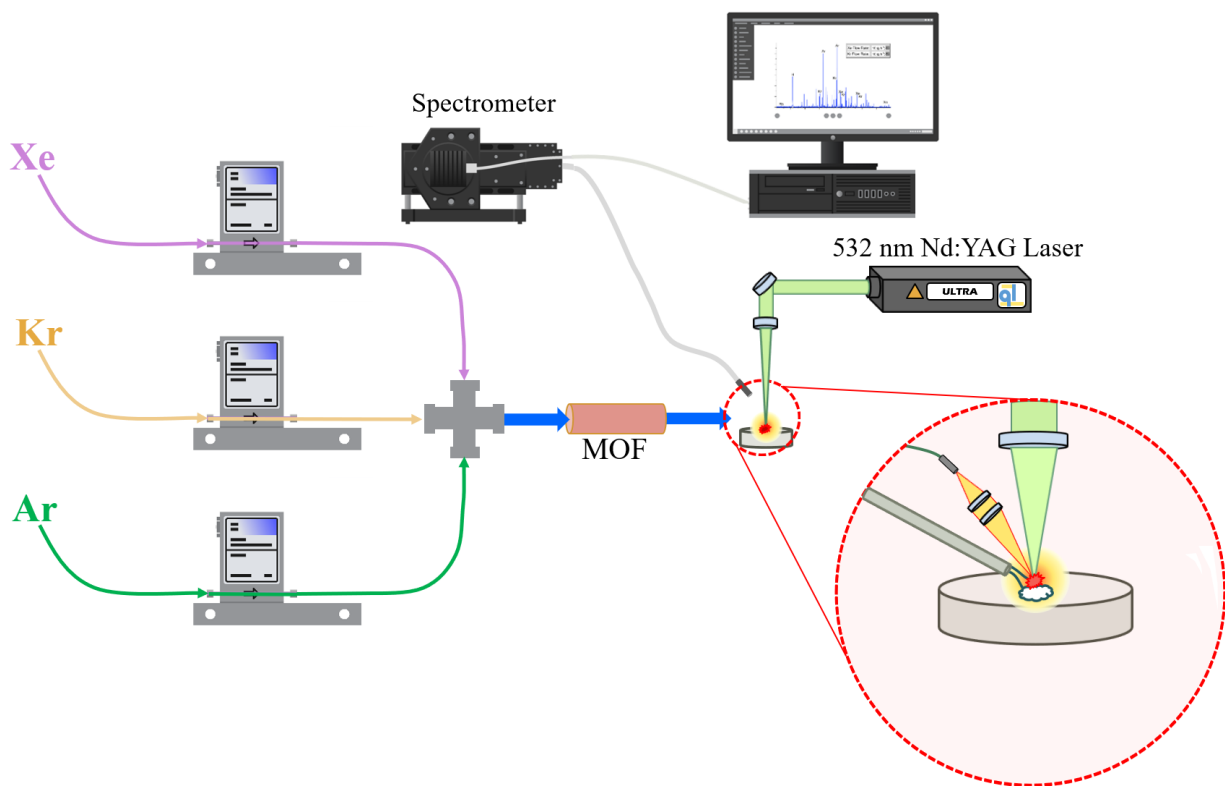 Spectrometer
Xe
532 nm Nd:YAG Laser
ULTRA
ql
Kr
MOF
Ar